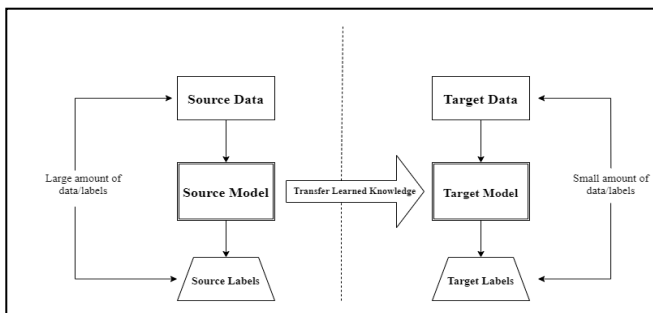 Source Data
Target Data
Large amount of
data/labels
Source Model
Transfer Learned Knowledge
Target Model
Small amount of
data/labels
Source Labels
Target Labels